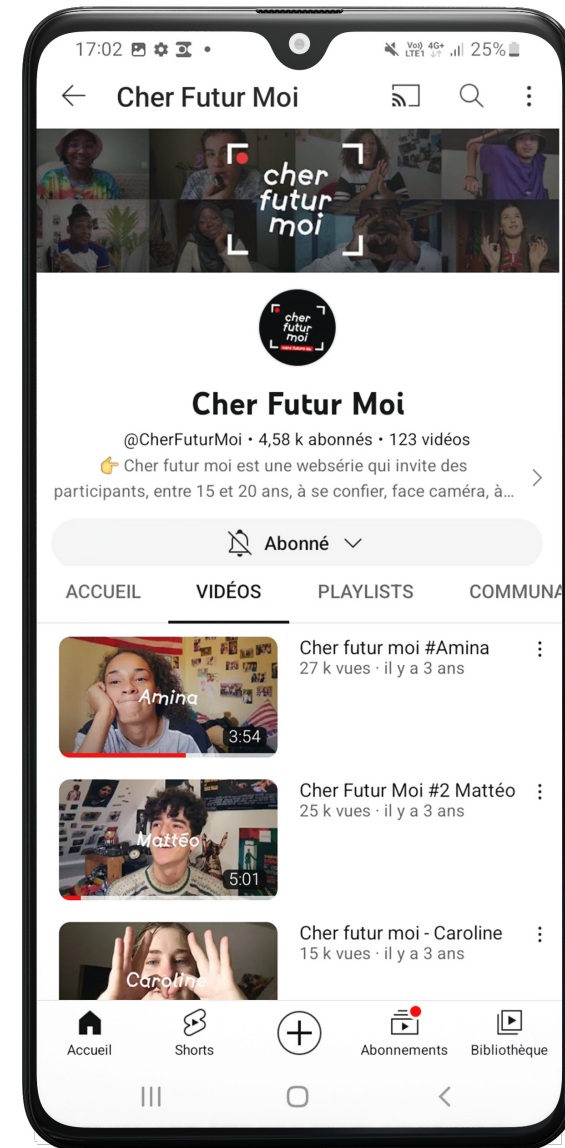 17:02 Vol) 4G+ LTE1 25%
Cher Futur Moi
cher
futur
moi
cher
futur
moi
Cher Futur Moi
@CherFuturMoi • 4,58 k abonnés • 123 vidéos
👉 Cher futur moi est une websérie qui invite des
participants, entre 15 et 20 ans, à se confier, face caméra, à...
Abonné
ACCUEIL VIDÉOS PLAYLISTS COMMUNA
Amina
3:54
Cher futur moi #Amina
27 k vues · il y a 3 ans
Mattéo
5:01
Cher Futur Moi #2 Mattéo
25 k vues · il y a 3 ans
Caroline
Cher futur moi - Caroline
15 k vues · il y a 3 ans
Accueil Shorts Abonnements Bibliothèque